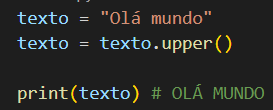 texto = "Olá mundo"
texto = texto.upper()
print(texto) # OLÁ MUNDO